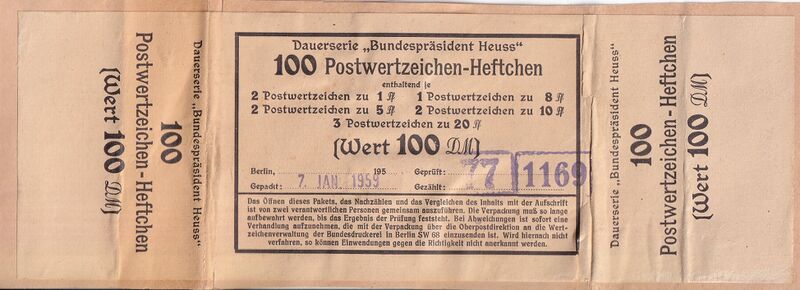 Dauerserie „Bundespräsident Heuss“
100
Postwertzeichen-Heftchen
(Wert 100 DM)
Dauerserie „Bundespräsident Heuss“
100 Postwertzeichen-Heftchen
enthaltend je
2 Postwertzeichen zu 1 ₰ 1 Postwertzeichen zu 8 ₰
2 Postwertzeichen zu 5 ₰ 2 Postwertzeichen zu 10 ₰
3 Postwertzeichen zu 20 ₰
(Wert 100 DM)
Berlin, 195 Geprüft:
Gepackt: 7. JAN 1959 Gezählt: 77 1169
Das Öffnen dieses Pakets, das Nachzählen und das Vergleichen des Inhalts mit der Aufschrift
ist von zwei verantwortlichen Personen gemeinsam auszuführen. Die Verpackung muß so lange
aufbewahrt werden, bis das Ergebnis der Prüfung feststeht. Bei Abweichungen ist sofort eine
Verhandlung aufzunehmen, die mit der Verpackung über die Oberpostdirektion an die Wert-
zeichenverwaltung der Bundesdruckerei in Berlin SW 68 einzusenden ist. Wird hiernach nicht
verfahren, so können Einwendungen gegen die Richtigkeit nicht anerkannt werden.
Dauerserie „Bundespräsident Heuss“
100
Postwertzeichen-Heftchen
(Wert 100 DM)